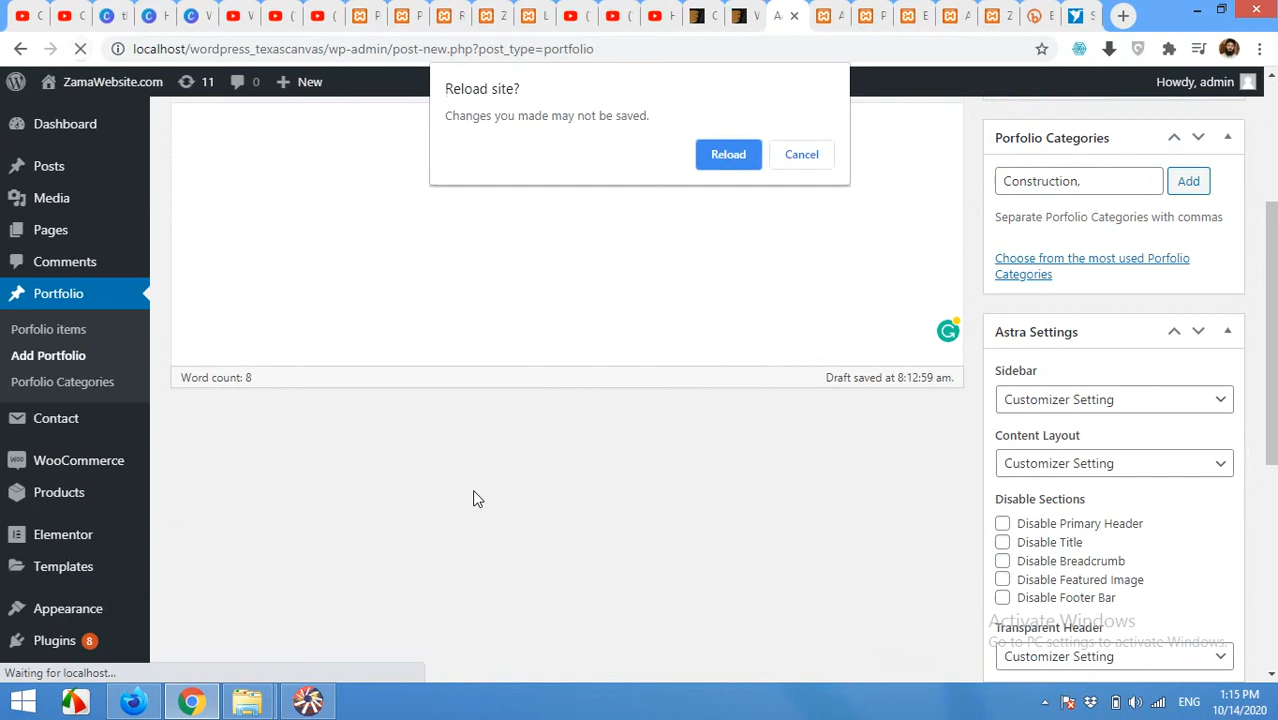 localhost/wordpress_texascanvas/wp-admin/post-new.php?post_type=portfolio
ZamaWebsite.com 11 0 New
Howdy, admin
Reload site?
Changes you made may not be saved.
Reload Cancel
Dashboard
Posts
Media
Pages
Comments
Portfolio
Porfolio items
Add Portfolio
Porfolio Categories
Contact
WooCommerce
Products
Elementor
Templates
Appearance
Plugins 8
Word count: 8
Draft saved at 8:12:59 am.
Porfolio Categories
Construction, Add
Separate Porfolio Categories with commas
Choose from the most used Porfolio
Categories
Astra Settings
Sidebar
Customizer Setting
Content Layout
Customizer Setting
Disable Sections
Disable Primary Header
Disable Title
Disable Breadcrumb
Disable Featured Image
Disable Footer Bar
Transparent Header
Customizer Setting
Activate Windows
Go to PC settings to activate Windows.
Waiting for localhost...
ENG
1:15 PM
10/14/2020